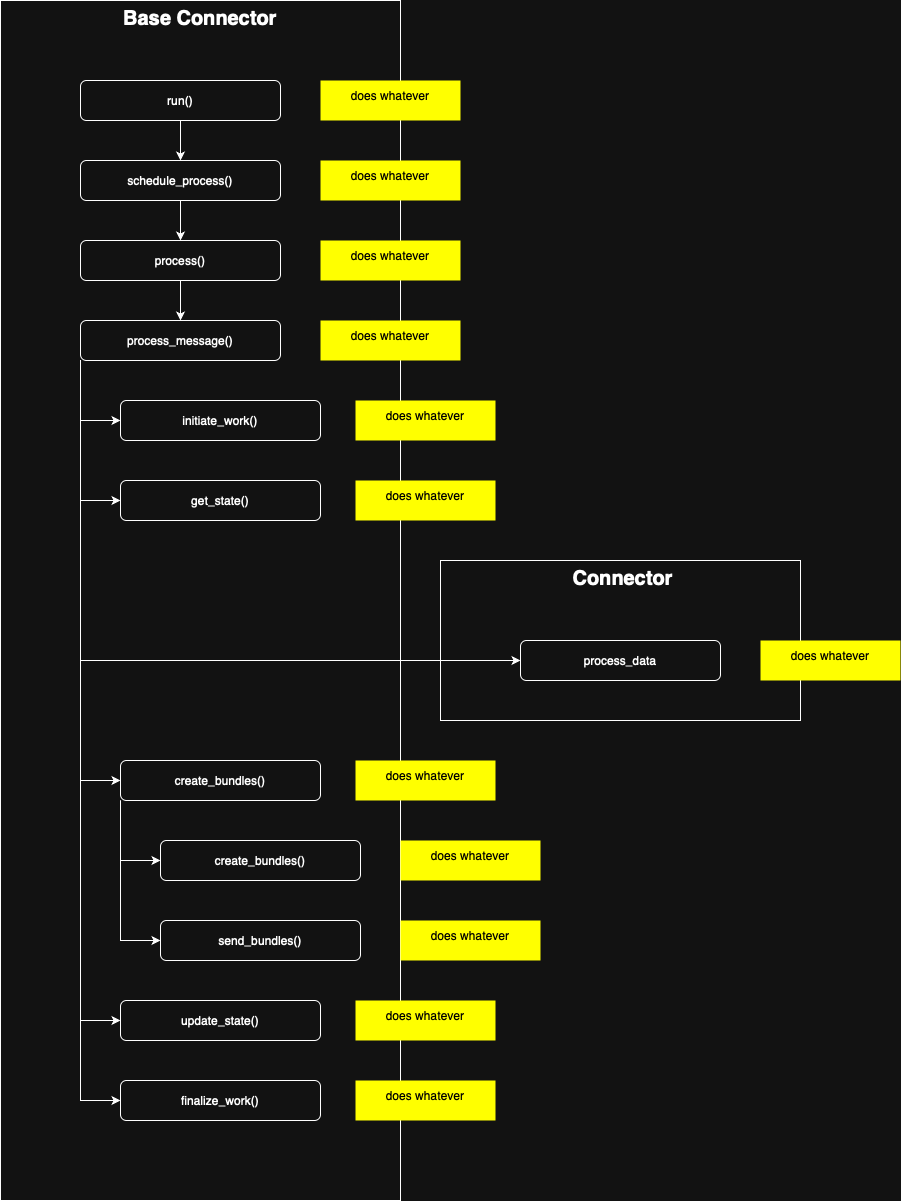 Base Connector
run()
does whatever
schedule_process()
does whatever
process()
does whatever
process_message()
does whatever
initiate_work()
does whatever
get_state()
does whatever
Connector
process_data
does whatever
create_bundles()
does whatever
create_bundles()
does whatever
send_bundles()
does whatever
update_state()
does whatever
finalize_work()
does whatever